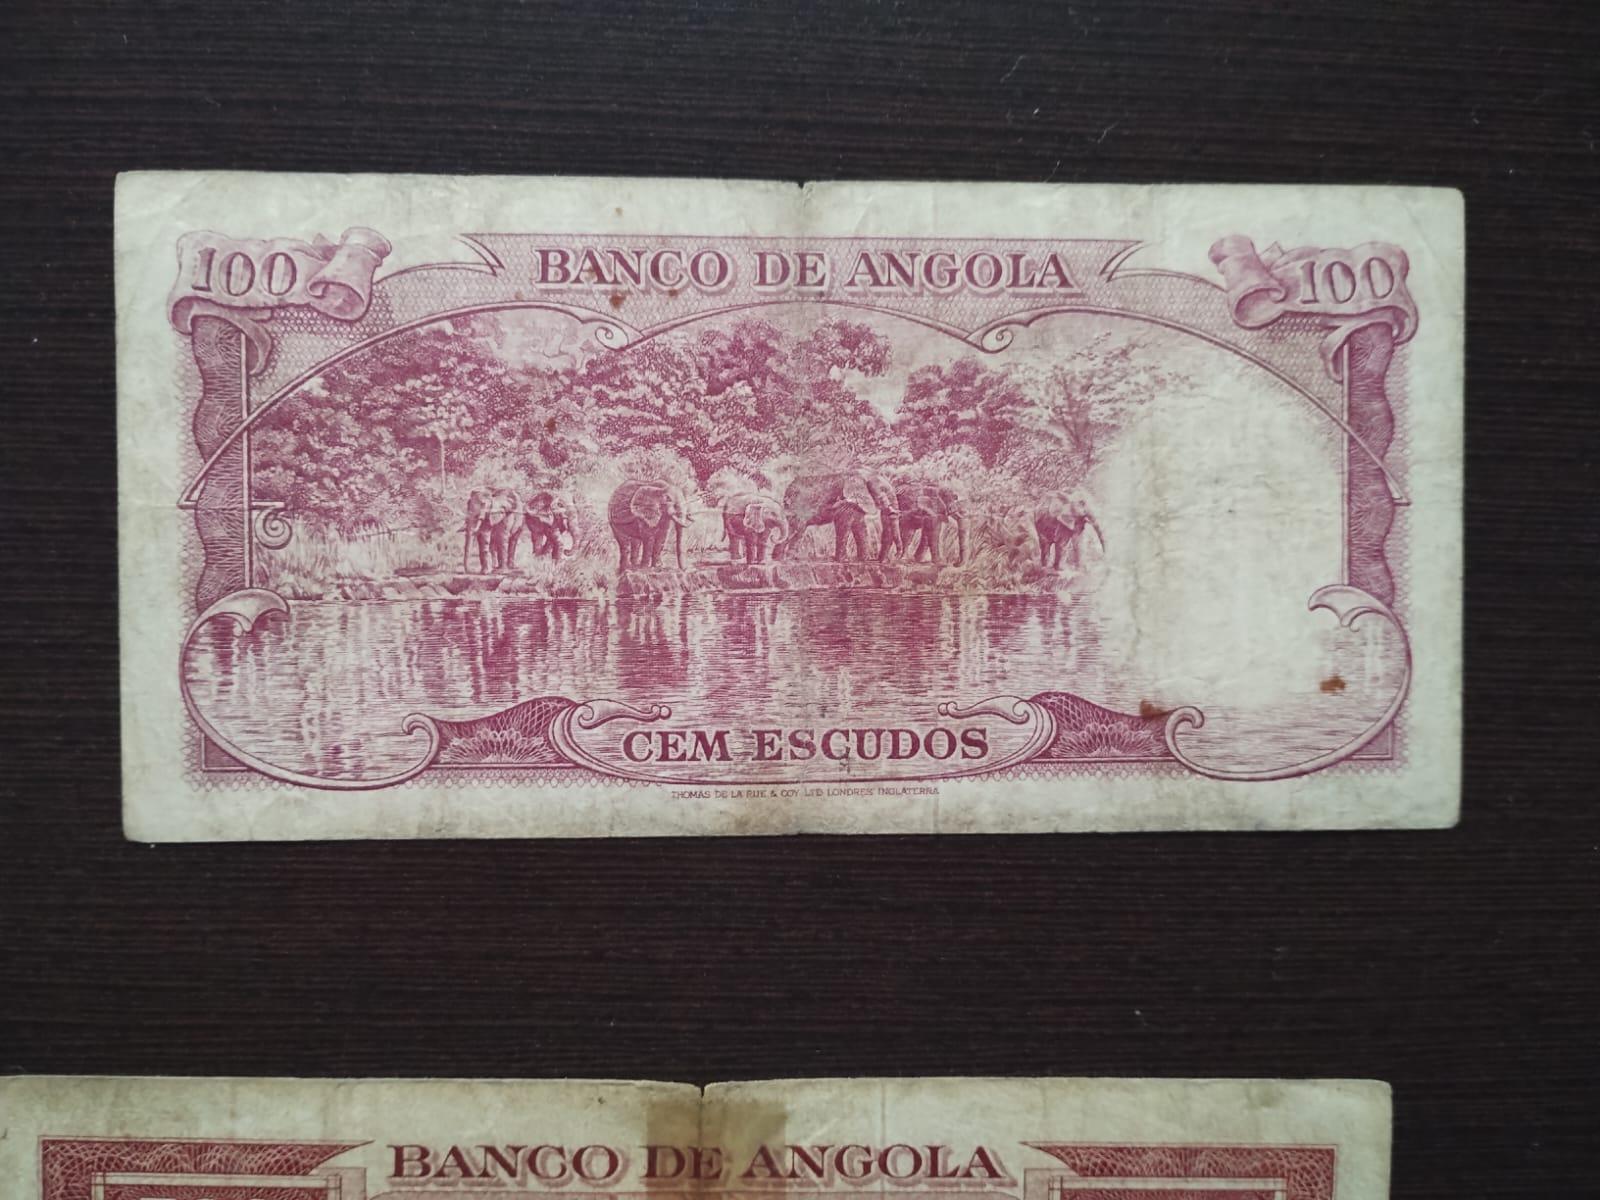 100
BANCO DE ANGOLA
100
CEM ESCUDOS
THOMAS DE LA RUE & COY LTD LONDRES INGLATERRA
BANCO DE ANGOLA